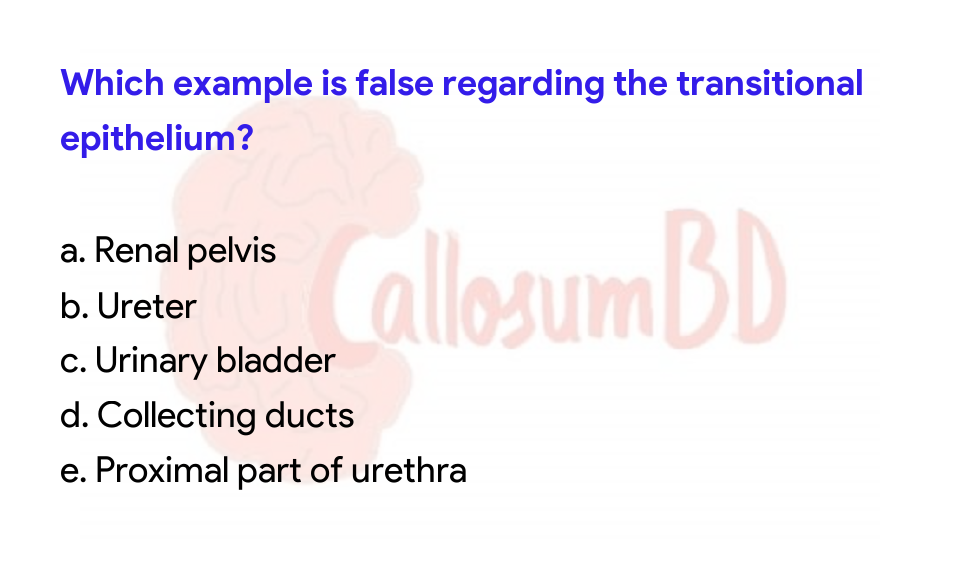 Which example is false regarding the transitional
epithelium?
a. Renal pelvis
b. Ureter
c. Urinary bladder
d. Collecting ducts
e. Proximal part of urethra
CallosumBD